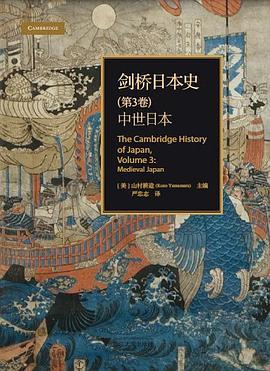 CAMBRIDGE
剑桥日本史
(第3卷)
中世日本
The Cambridge History
of Japan,
Volume 3:
Medieval Japan
[美] 山村耕造 (Kozo Yamamura) 主编
严忠志 译